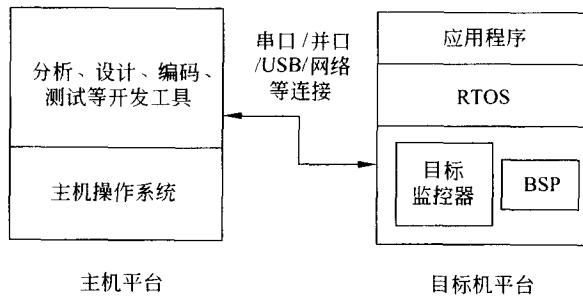 分析、设计、编码、
测试等开发工具
主机操作系统
主机平台
串口/并口
/USB/网络
等连接
应用程序
RTOS
目标
监控器
BSP
目标机平台